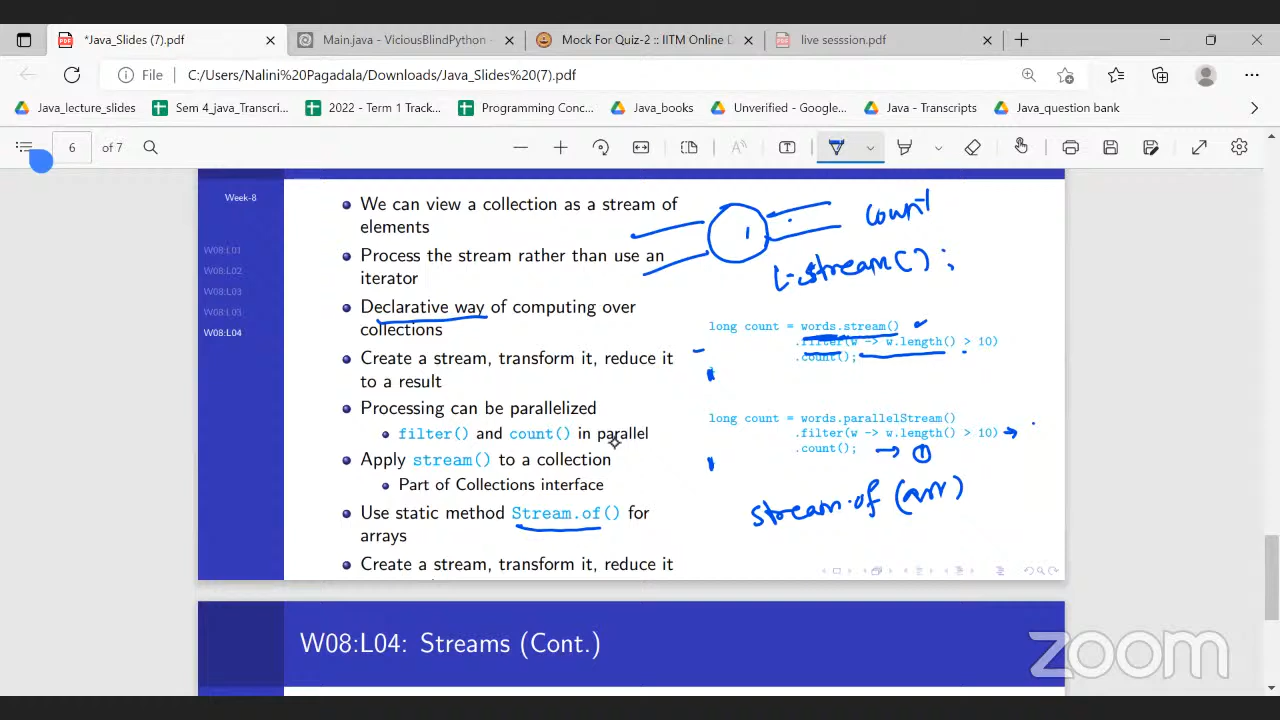 *Java_Slides (7).pdf
Main.java - ViciousBlindPython -
Mock For Quiz-2 :: IITM Online D
live sesssion.pdf
File
C:/Users/Nalini%20Pagadala/Downloads/Java_Slides%20(7).pdf
Java_lecture_slides
Sem 4_java_Transcri...
2022 - Term 1 Track...
Programming Conc...
Java_books
Unverified - Google...
Java - Transcripts
Java_question bank
6 of 7
Week-8
W08:L01
W08:L02
W08:L03
W08:L03
W08:L04
We can view a collection as a stream of
elements
Process the stream rather than use an
iterator
Declarative way of computing over
collections
Create a stream, transform it, reduce it
to a result
Processing can be parallelized
filter() and count() in parallel
Apply stream() to a collection
Part of Collections interface
Use static method Stream.of() for
arrays
Create a stream, transform it, reduce it
1
count
l.stream();
long count = words.stream()
.filter(w -> w.length() > 10)
.count();
long count = words.parallelStream()
.filter(w -> w.length() > 10)
.count();
1
stream.of (arr)
W08:L04: Streams (Cont.)
zoom